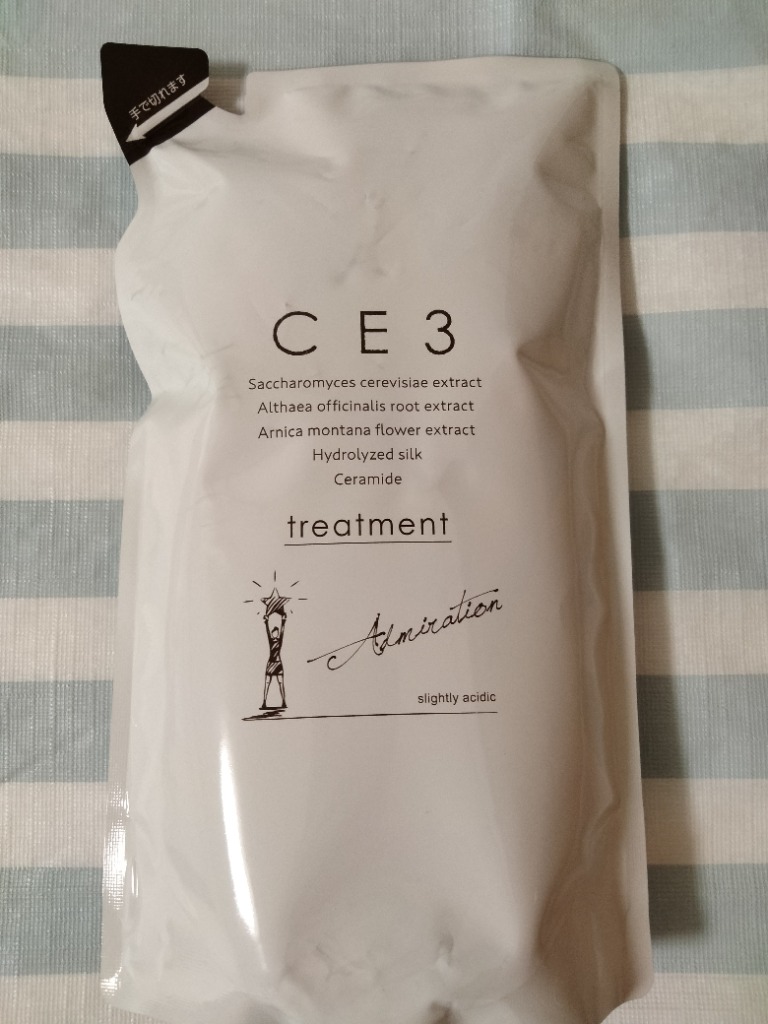 手で切れます
CE3
Saccharomyces cerevisiae extract
Althaea officinalis root extract
Arnica montana flower extract
Hydrolyzed silk
Ceramide
treatment
Admiration
slightly acidic